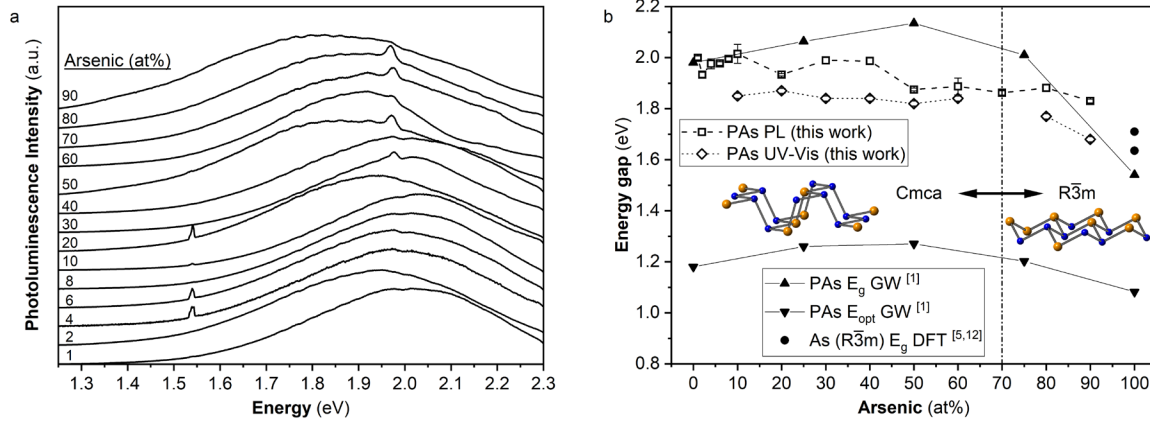 a
Photoluminescence Intensity (a.u.)
Arsenic (at%)
90
80
70
60
50
40
30
20
10
8
6
4
2
1
1.3 1.4 1.5 1.6 1.7 1.8 1.9 2.0 2.1 2.2 2.3
Energy (eV)
b
Energy gap (eV)
2.2
2.0
1.8
1.6
1.4
1.2
1.0
0.8
PAs PL (this work)
PAs UV-Vis (this work)
Cmca
R3̅m
PAs Eg GW [1]
PAs Eopt GW [1]
As (R3̅m) Eg DFT [5,12]
0 10 20 30 40 50 60 70 80 90 100
Arsenic (at%)